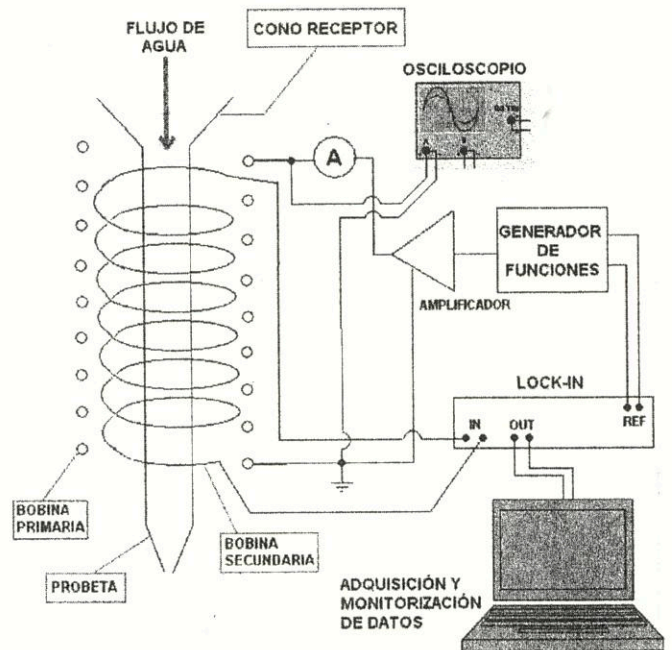 FLUJO DE
AGUA
CONO RECEPTOR
OSCILOSCOPIO
A
GENERADOR
DE
FUNCIONES
AMPLIFICADOR
LOCK-IN
IN
OUT
REF
BOBINA
PRIMARIA
BOBINA
SECUNDARIA
PROBETA
ADQUISICIÓN Y
MONITORIZACIÓN
DE DATOS